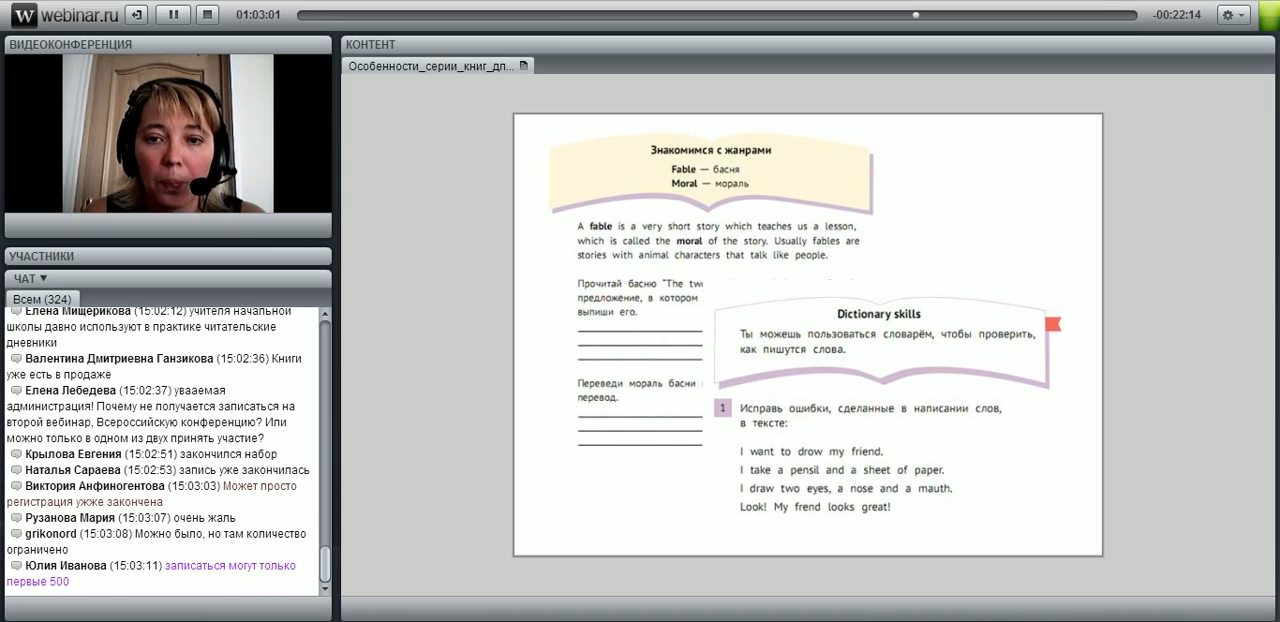 webinar.ru
01:03:01
-00:22:14
ВИДЕОКОНФЕРЕНЦИЯ
УЧАСТНИКИ
ЧАТ
Всем (324)
Елена Мищерикова (15:02:12) учителя начальной
школы давно используют в практике читательские
дневники
Валентина Дмитриевна Ганзикова (15:02:36) Книги
уже есть в продаже
Елена Лебедева (15:02:37) увааемая
администрация! Почему не получается записаться на
второй вебинар, Всероссийскую конференцию? Или
можно только в одном из двух принять участие?
Крылова Евгения (15:02:51) закончился набор
Наталья Сараева (15:02:53) запись уже закончилась
Виктория Анфиногентова (15:03:03) Может просто
регистрация ужже закончена
Рузанова Мария (15:03:07) очень жаль
grikonord (15:03:08) Можно было, но там количество
ограничено
Юлия Иванова (15:03:11) записаться могут только
первые 500
КОНТЕНТ
Особенности_серии_книг_дл...
Знакомимся с жанрами
Fable — басня
Moral — мораль
A fable is a very short story which teaches us a lesson,
which is called the moral of the story. Usually fables are
stories with animal characters that talk like people.
Прочитай басню "The tw
предложение, в котором
выпиши его.
Переведи мораль басни
перевод.
Dictionary skills
Ты можешь пользоваться словарём, чтобы проверить,
как пишутся слова.
1 Исправь ошибки, сделанные в написании слов,
в тексте:
I want to drow my friend.
I take a pensil and a sheet of paper.
I draw two eyes, a nose and a mauth.
Look! My frend looks great!